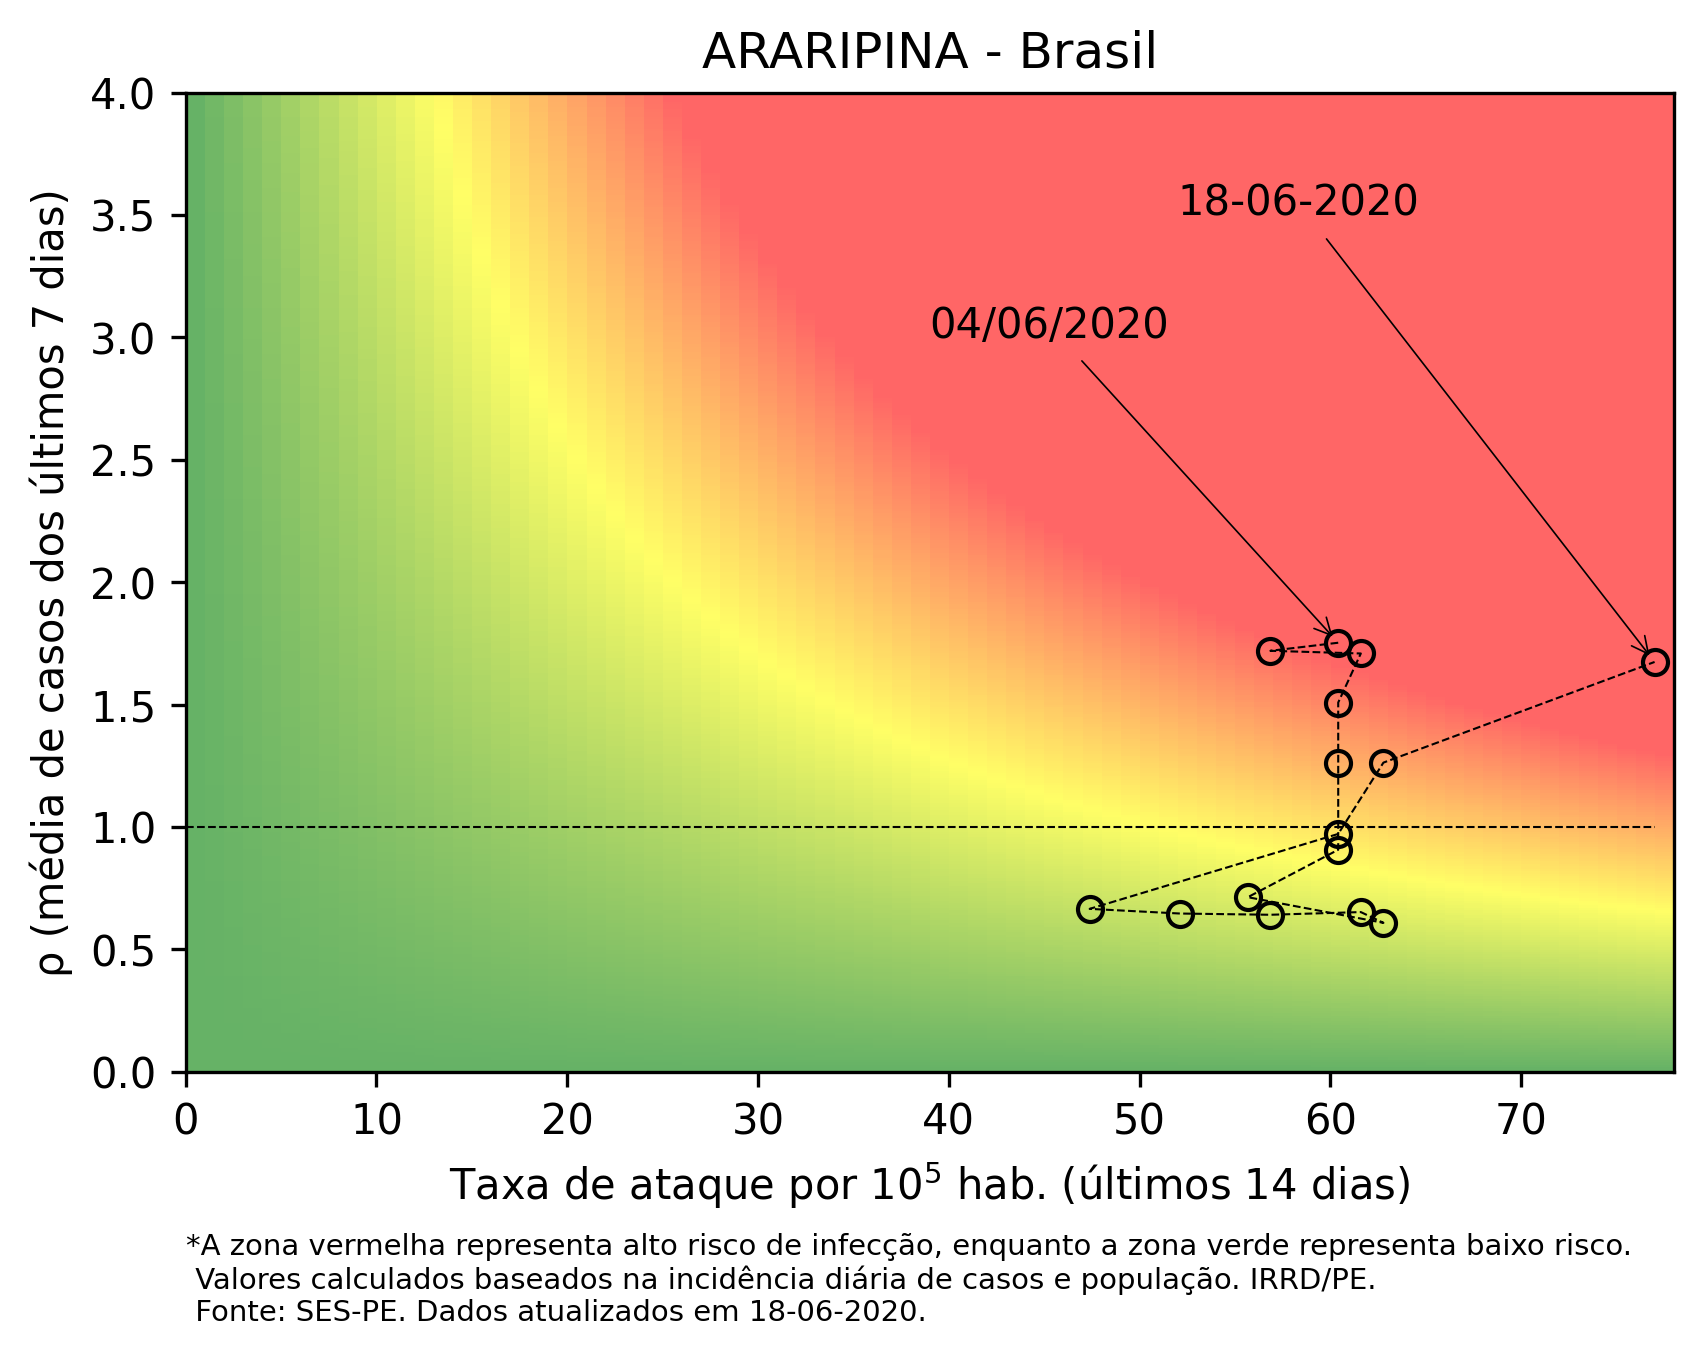 ARARIPINA - Brasil
ρ (média de casos dos últimos 7 dias)
4.0
3.5
3.0
2.5
2.0
1.5
1.0
0.5
0.0
18-06-2020
04/06/2020
0 10 20 30 40 50 60 70
Taxa de ataque por 10⁵ hab. (últimos 14 dias)
*A zona vermelha representa alto risco de infecção, enquanto a zona verde representa baixo risco.
Valores calculados baseados na incidência diária de casos e população. IRRD/PE.
Fonte: SES-PE. Dados atualizados em 18-06-2020.